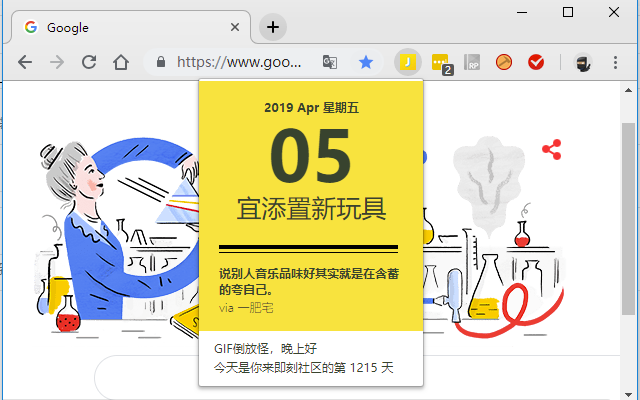 Google
https://www.goo...
2
RP
2019 Apr 星期五
05
宜添置新玩具
说别人音乐品味好其实就是在含蓄
的夸自己。
via 一肥宅
GIF倒放怪，晚上好
今天是你来即刻社区的第 1215 天